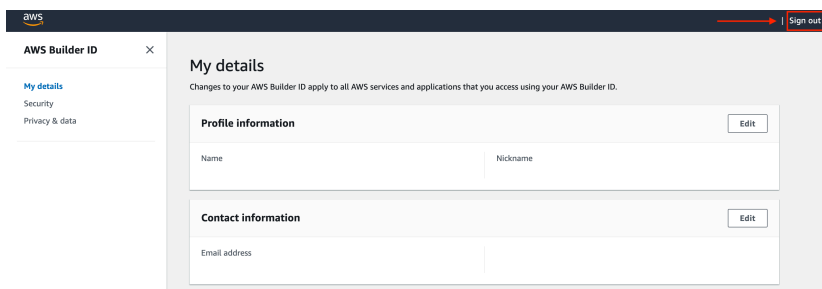 aws
| Sign out
AWS Builder ID
My details
Security
Privacy & data
My details
Changes to your AWS Builder ID apply to all AWS services and applications that you access using your AWS Builder ID.
Profile information
Edit
Name
Nickname
Contact information
Edit
Email address